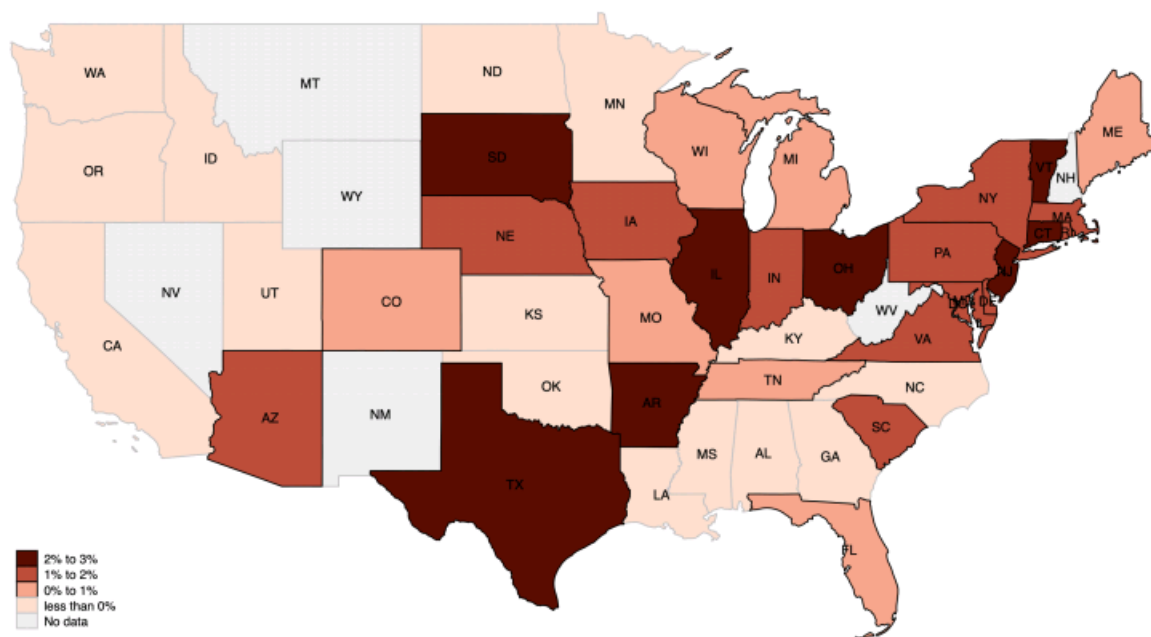 WA
MT
ND
MN
ME
OR
ID
SD
WI
MI
VT
NH
WY
NY
MA
CT
RI
IA
NE
PA
NJ
NV
UT
CO
IL
IN
OH
WV
DE
CA
KS
MO
KY
VA
AZ
NM
OK
AR
TN
NC
SC
TX
LA
MS
AL
GA
FL
2% to 3%
1% to 2%
0% to 1%
less than 0%
No data